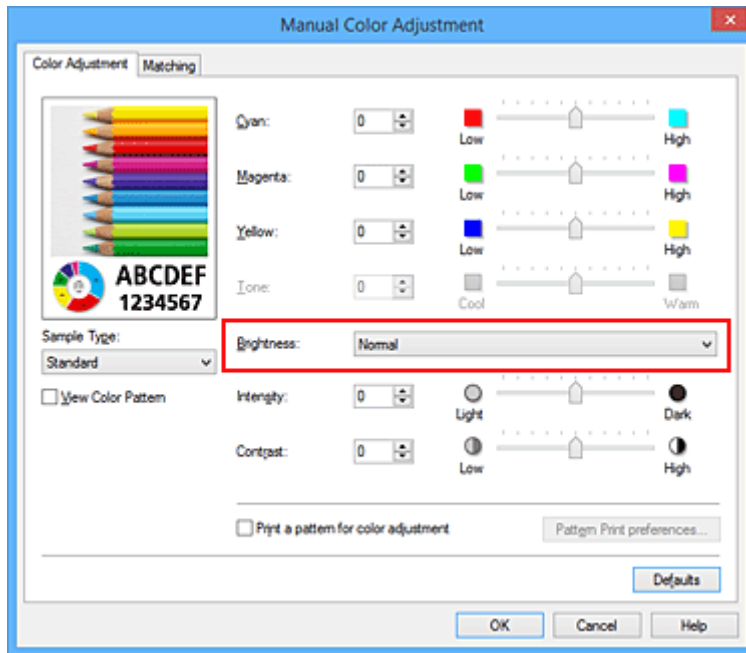 Manual Color Adjustment
Color Adjustment Matching
Cyan: 0 Low High
Magenta: 0 Low High
Yellow: 0 Low High
Tone: 0 Cool Warm
ABCDEF
1234567
Sample Type:
Standard
View Color Pattern
Brightness: Normal
Intensity: 0 Light Dark
Contrast: 0 Low High
Print a pattern for color adjustment Pattern Print preferences...
Defaults
OK Cancel Help